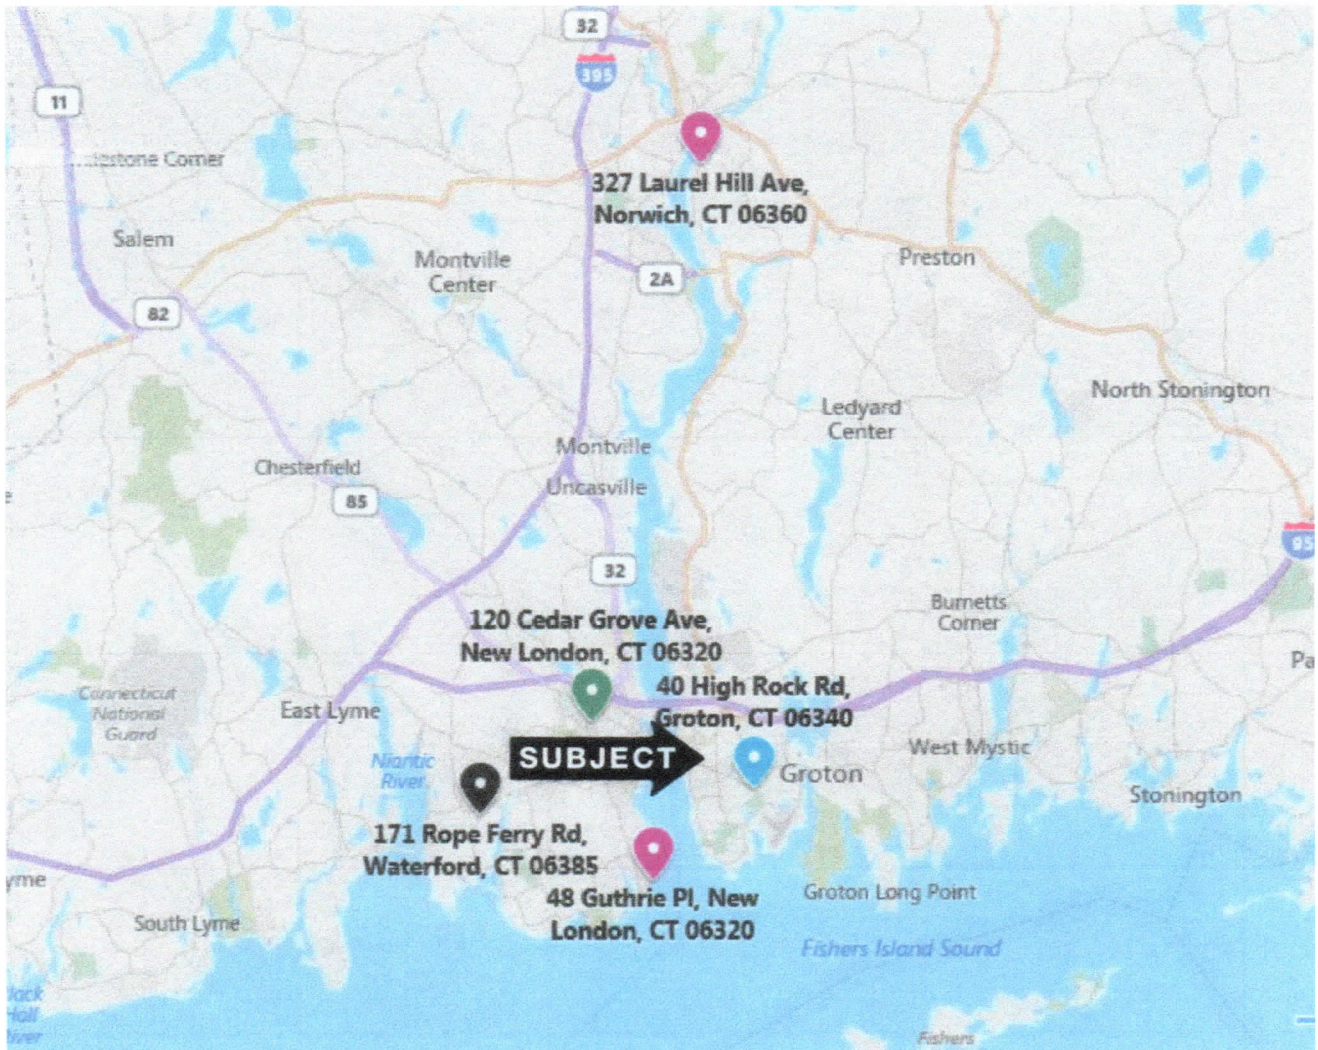 32
395
11
327 Laurel Hill Ave,
Norwich, CT 06360
Salem
Montville
Center
Preston
2A
82
North Stonington
Ledyard
Center
Montville
Chesterfield
Uncasville
85
95
32
120 Cedar Grove Ave,
New London, CT 06320
Burnetts
Corner
40 High Rock Rd,
Groton, CT 06340
Connecticut
National
Guard
East Lyme
SUBJECT
West Mystic
Niantic
River
Groton
Stonington
171 Rope Ferry Rd,
Waterford, CT 06385
48 Guthrie Pl, New
London, CT 06320
Groton Long Point
South Lyme
Fishers Island Sound
Fishers